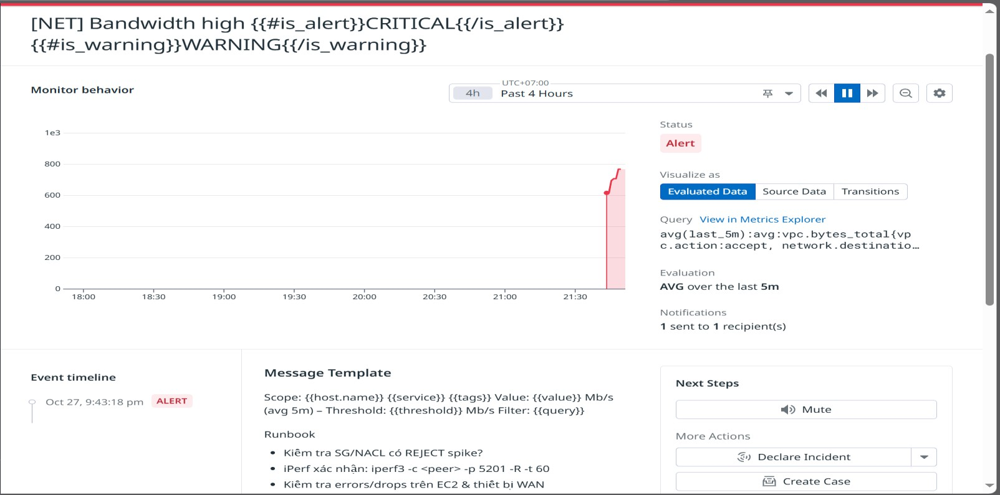 [NET] Bandwidth high {{#is_alert}}CRITICAL{{/is_alert}}
{{#is_warning}}WARNING{{/is_warning}}
Monitor behavior
UTC+07:00
4h Past 4 Hours
1e3
800
600
400
200
0
18:00 18:30 19:00 19:30 20:00 20:30 21:00 21:30
Status
Alert
Visualize as
Evaluated Data Source Data Transitions
Query View in Metrics Explorer
avg(last_5m):avg:vpc.bytes_total{vp
c.action:accept, network.destinatio…
Evaluation
AVG over the last 5m
Notifications
1 sent to 1 recipient(s)
Event timeline
Oct 27, 9:43:18 pm ALERT
Message Template
Scope: {{host.name}} {{service}} {{tags}} Value: {{value}} Mb/s
(avg 5m) – Threshold: {{threshold}} Mb/s Filter: {{query}}
Runbook
• Kiểm tra SG/NACL có REJECT spike?
• iPerf xác nhận: iperf3 -c <peer> -p 5201 -R -t 60
• Kiểm tra errors/drops trên EC2 & thiết bị WAN
Next Steps
Mute
More Actions
Declare Incident
Create Case